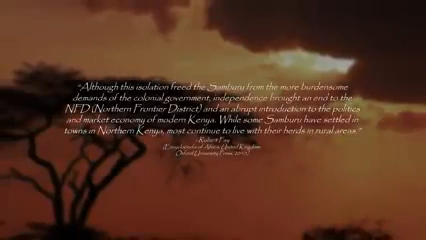 "Although this isolation freed the Samburu from the more burdensome
demands of the colonial government, independence brought an end to the
NFD (Northern Frontier District) and an abrupt introduction to the politics
and market economy of modern Kenya. While some Samburu have settled in
towns in Northern Kenya, most continue to live with their herds in rural areas."
- Robert Fay
(Encyclopedia of Africa, United Kingdom:
Oxford University Press, 2010)